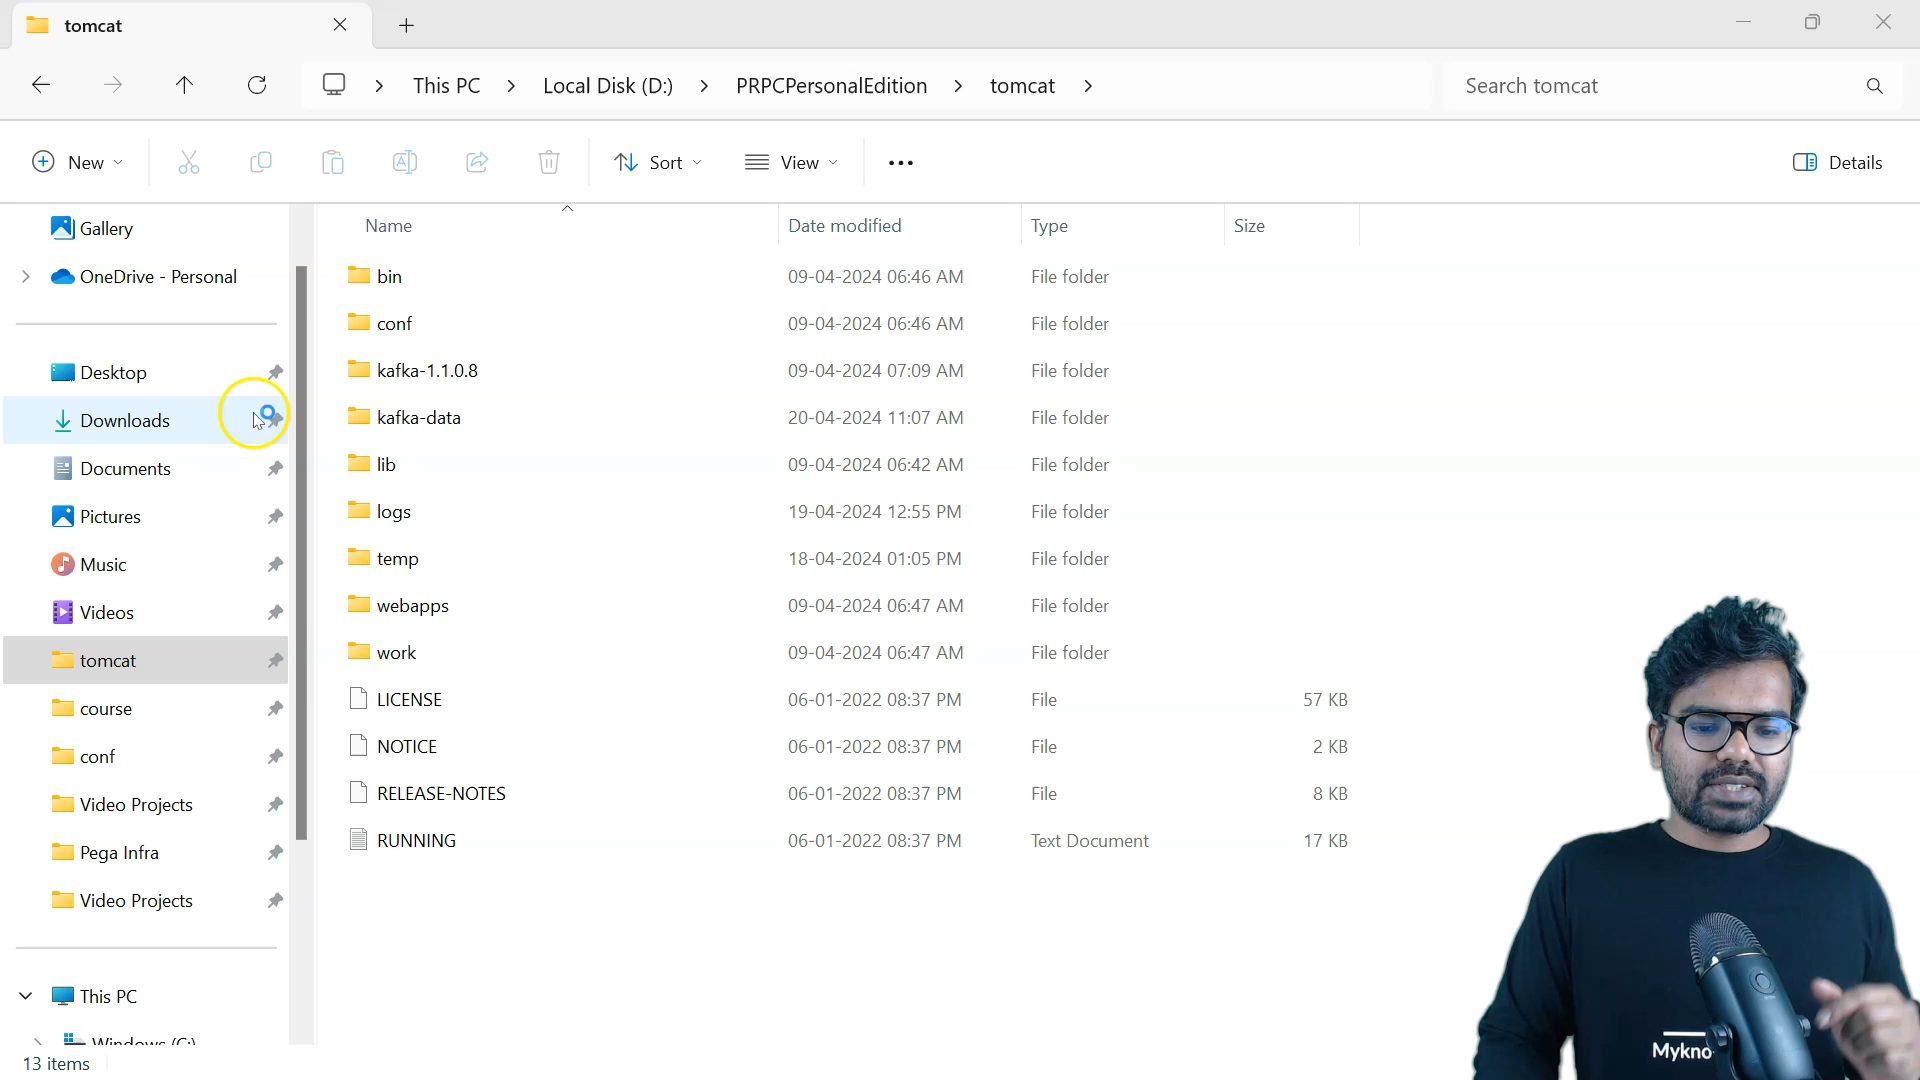 tomcat
This PC > Local Disk (D:) > PRPCPersonalEdition > tomcat >
Search tomcat
New
Sort
View
Details
Gallery
OneDrive - Personal
Desktop
Downloads
Documents
Pictures
Music
Videos
tomcat
course
conf
Video Projects
Pega Infra
Video Projects
This PC
Windows (C:)
Name Date modified Type Size
bin 09-04-2024 06:46 AM File folder
conf 09-04-2024 06:46 AM File folder
kafka-1.1.0.8 09-04-2024 07:09 AM File folder
kafka-data 20-04-2024 11:07 AM File folder
lib 09-04-2024 06:42 AM File folder
logs 19-04-2024 12:55 PM File folder
temp 18-04-2024 01:05 PM File folder
webapps 09-04-2024 06:47 AM File folder
work 09-04-2024 06:47 AM File folder
LICENSE 06-01-2022 08:37 PM File 57 KB
NOTICE 06-01-2022 08:37 PM File 2 KB
RELEASE-NOTES 06-01-2022 08:37 PM File 8 KB
RUNNING 06-01-2022 08:37 PM Text Document 17 KB
13 items
Mykno